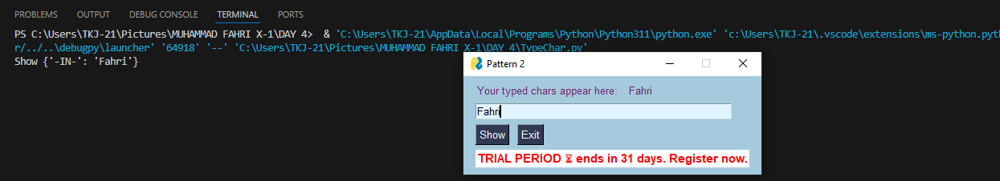 PROBLEMS OUTPUT DEBUG CONSOLE TERMINAL PORTS
PS C:\Users\TKJ-21\Pictures\MUHAMMAD FAHRI X-1\DAY 4> & 'C:\Users\TKJ-21\AppData\Local\Programs\Python\Python311\python.exe' 'c:\Users\TKJ-21\.vscode\extensions\ms-python.pyth
r/../..\debugpy\launcher' '64918' '--' 'C:\Users\TKJ-21\Pictures\MUHAMMAD FAHRI X-1\DAY 4\TypeChar.py'
Show {'-IN-': 'Fahri'}
Pattern 2
Your typed chars appear here: Fahri
Fahri
Show Exit
TRIAL PERIOD ⏳ ends in 31 days. Register now.